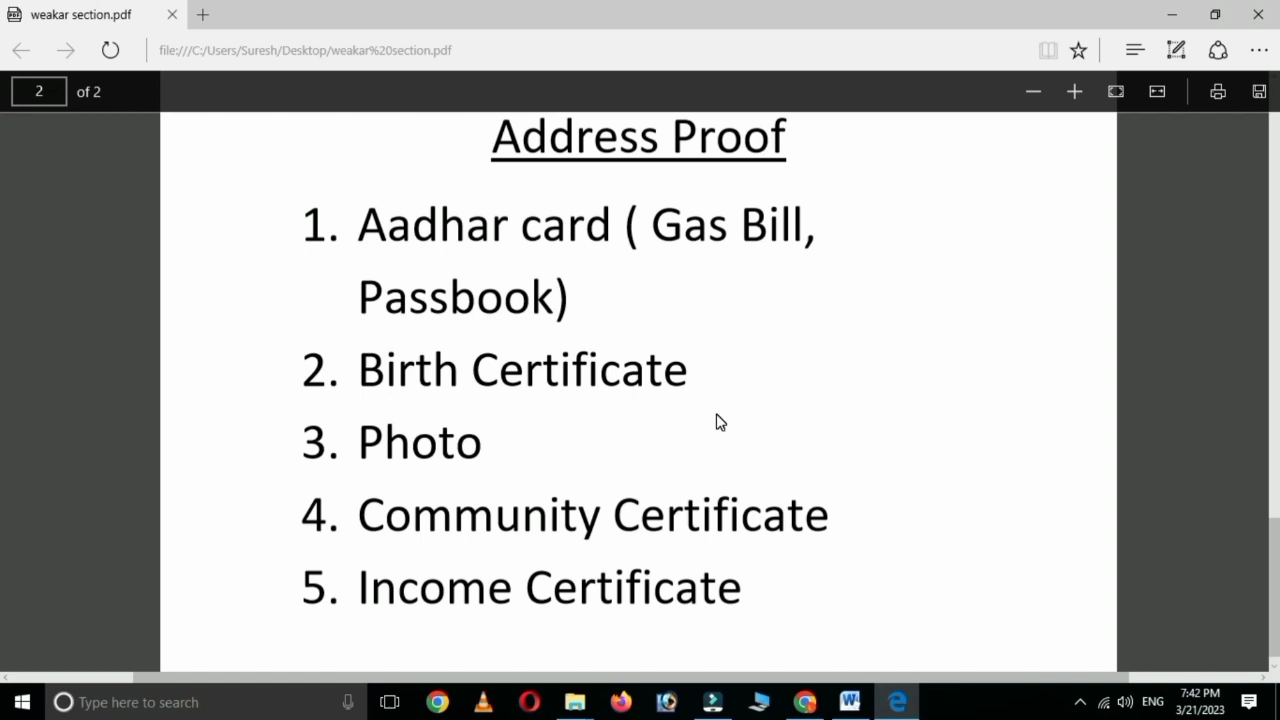 weakar section.pdf
file:///C:/Users/Suresh/Desktop/weakar%20section.pdf
2 of 2
Address Proof
1. Aadhar card ( Gas Bill,
Passbook)
2. Birth Certificate
3. Photo
4. Community Certificate
5. Income Certificate
Type here to search
ENG
7:42 PM
3/21/2023